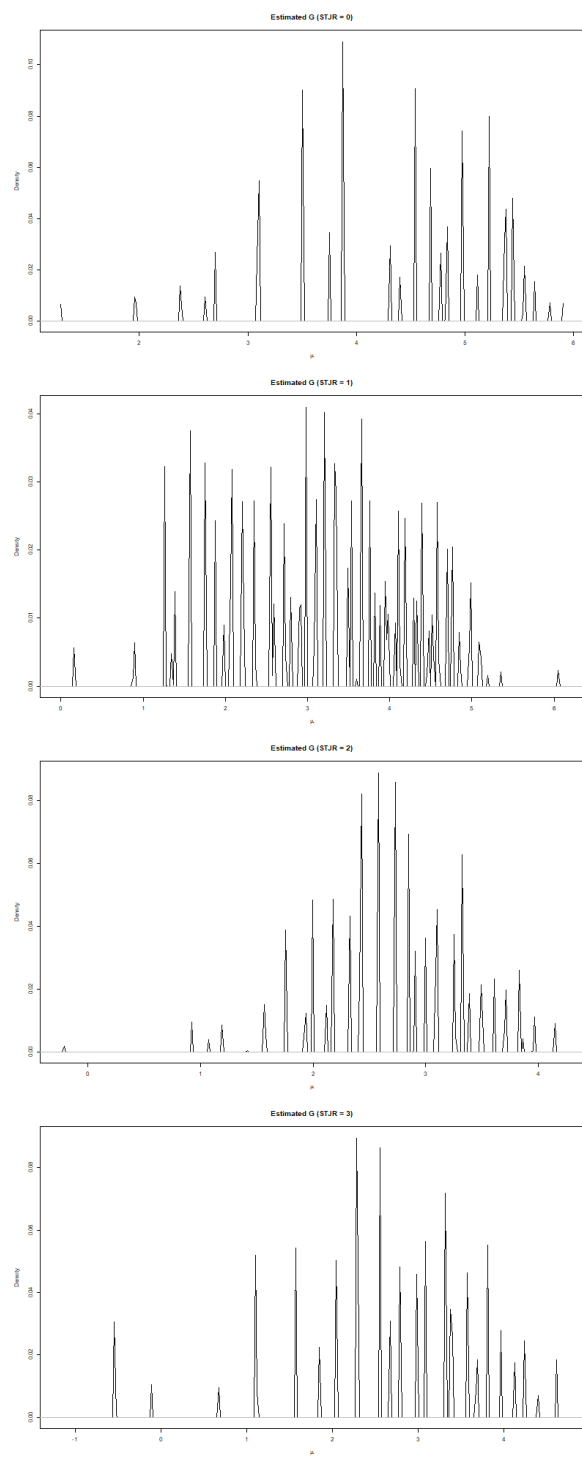 Estimated G (STJR = 0)
Density
0.00 0.02 0.04 0.06 0.08 0.10
2 3 4 5 6
μ
Estimated G (STJR = 1)
Density
0.00 0.01 0.02 0.03 0.04
0 1 2 3 4 5 6
μ
Estimated G (STJR = 2)
Density
0.00 0.02 0.04 0.06 0.08
0 1 2 3 4
μ
Estimated G (STJR = 3)
Density
0.00 0.02 0.04 0.06 0.08
-1 0 1 2 3 4
μ